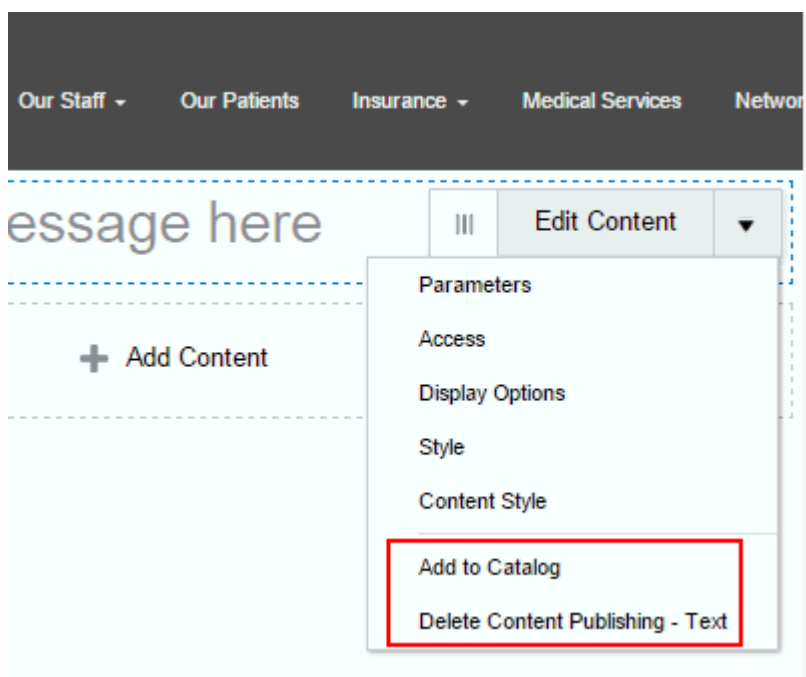 Our Staff Our Patients Insurance Medical Services Networ
essage here
Edit Content
Parameters
Add Content
Access
Display Options
Style
Content Style
Add to Catalog
Delete Content Publishing - Text